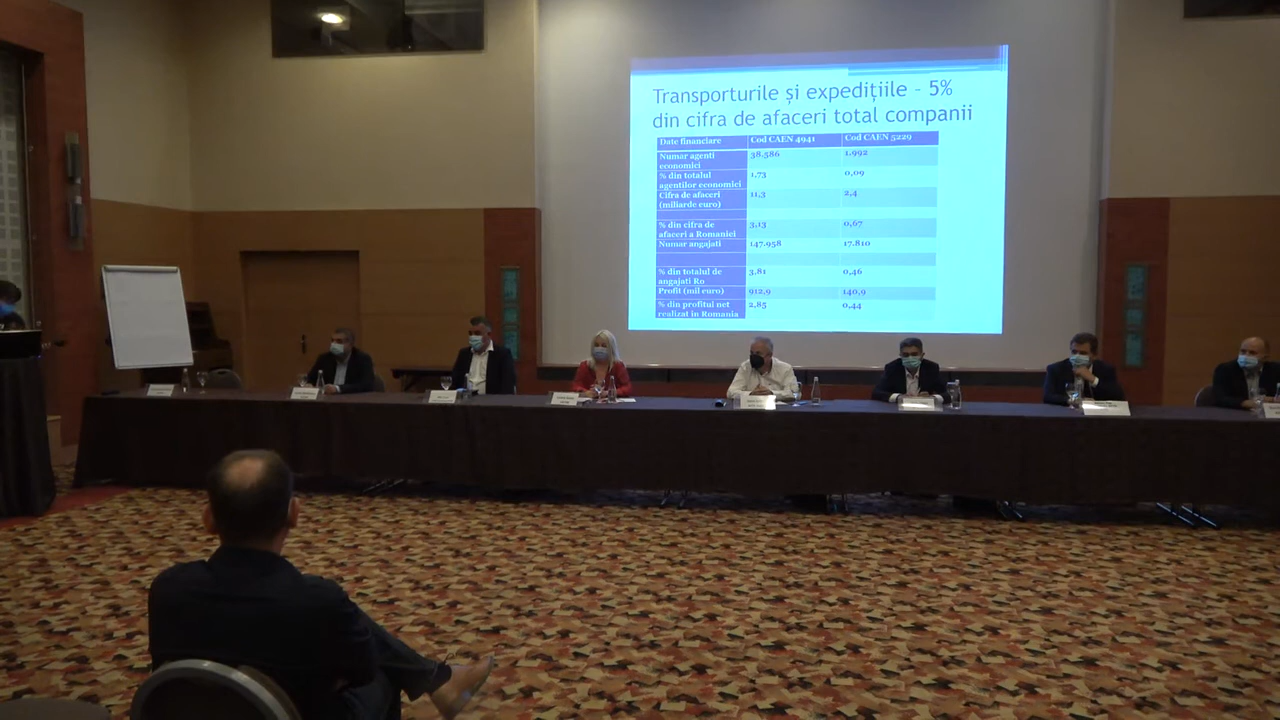 Transporturile și expedițiile – 5%
din cifra de afaceri total companii
Date financiare Cod CAEN 4941 Cod CAEN 5229
Numar agenti economici 38.586 1.992
% din totalul agentilor economici 1,73 0,09
Cifra de afaceri (miliarde euro) 11,3 2,4
% din cifra de afaceri a Romaniei 3,13 0,67
Numar angajati 147.958 17.810
% din totalul de angajati Ro 3,81 0,46
Profit (mil euro) 912,9 140,9
% din profitul net realizat in Romania 2,85 0,44